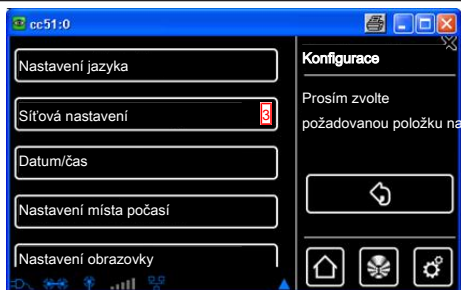 cc51:0
Nastavení jazyka
Síťová nastavení
3
Datum/čas
Nastavení místa počasí
Nastavení obrazovky
Konfigurace
Prosím zvolte
požadovanou položku na